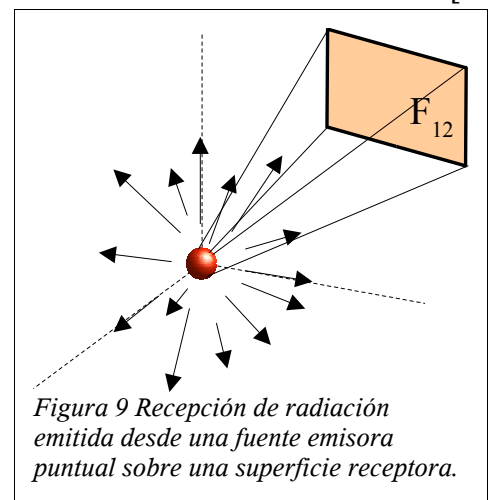 F₁₂
Figura 9 Recepción de radiación
emitida desde una fuente emisora
puntual sobre una superficie receptora.